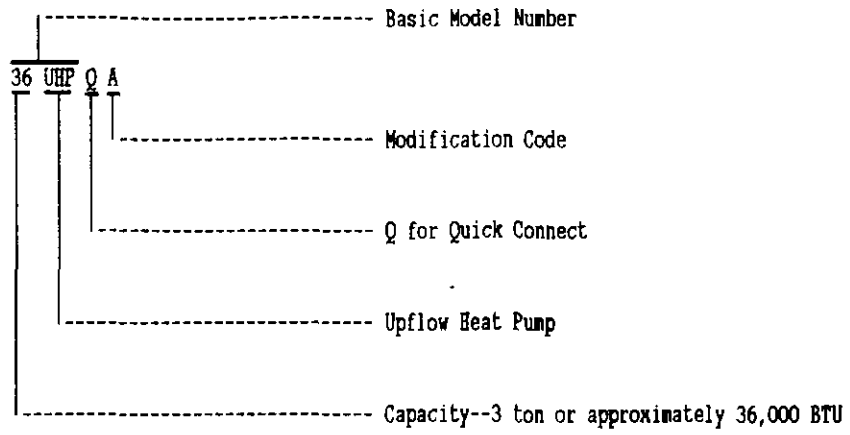 Basic Model Number
36 UHP Q A
Modification Code
Q for Quick Connect
Upflow Heat Pump
Capacity--3 ton or approximately 36,000 BTU